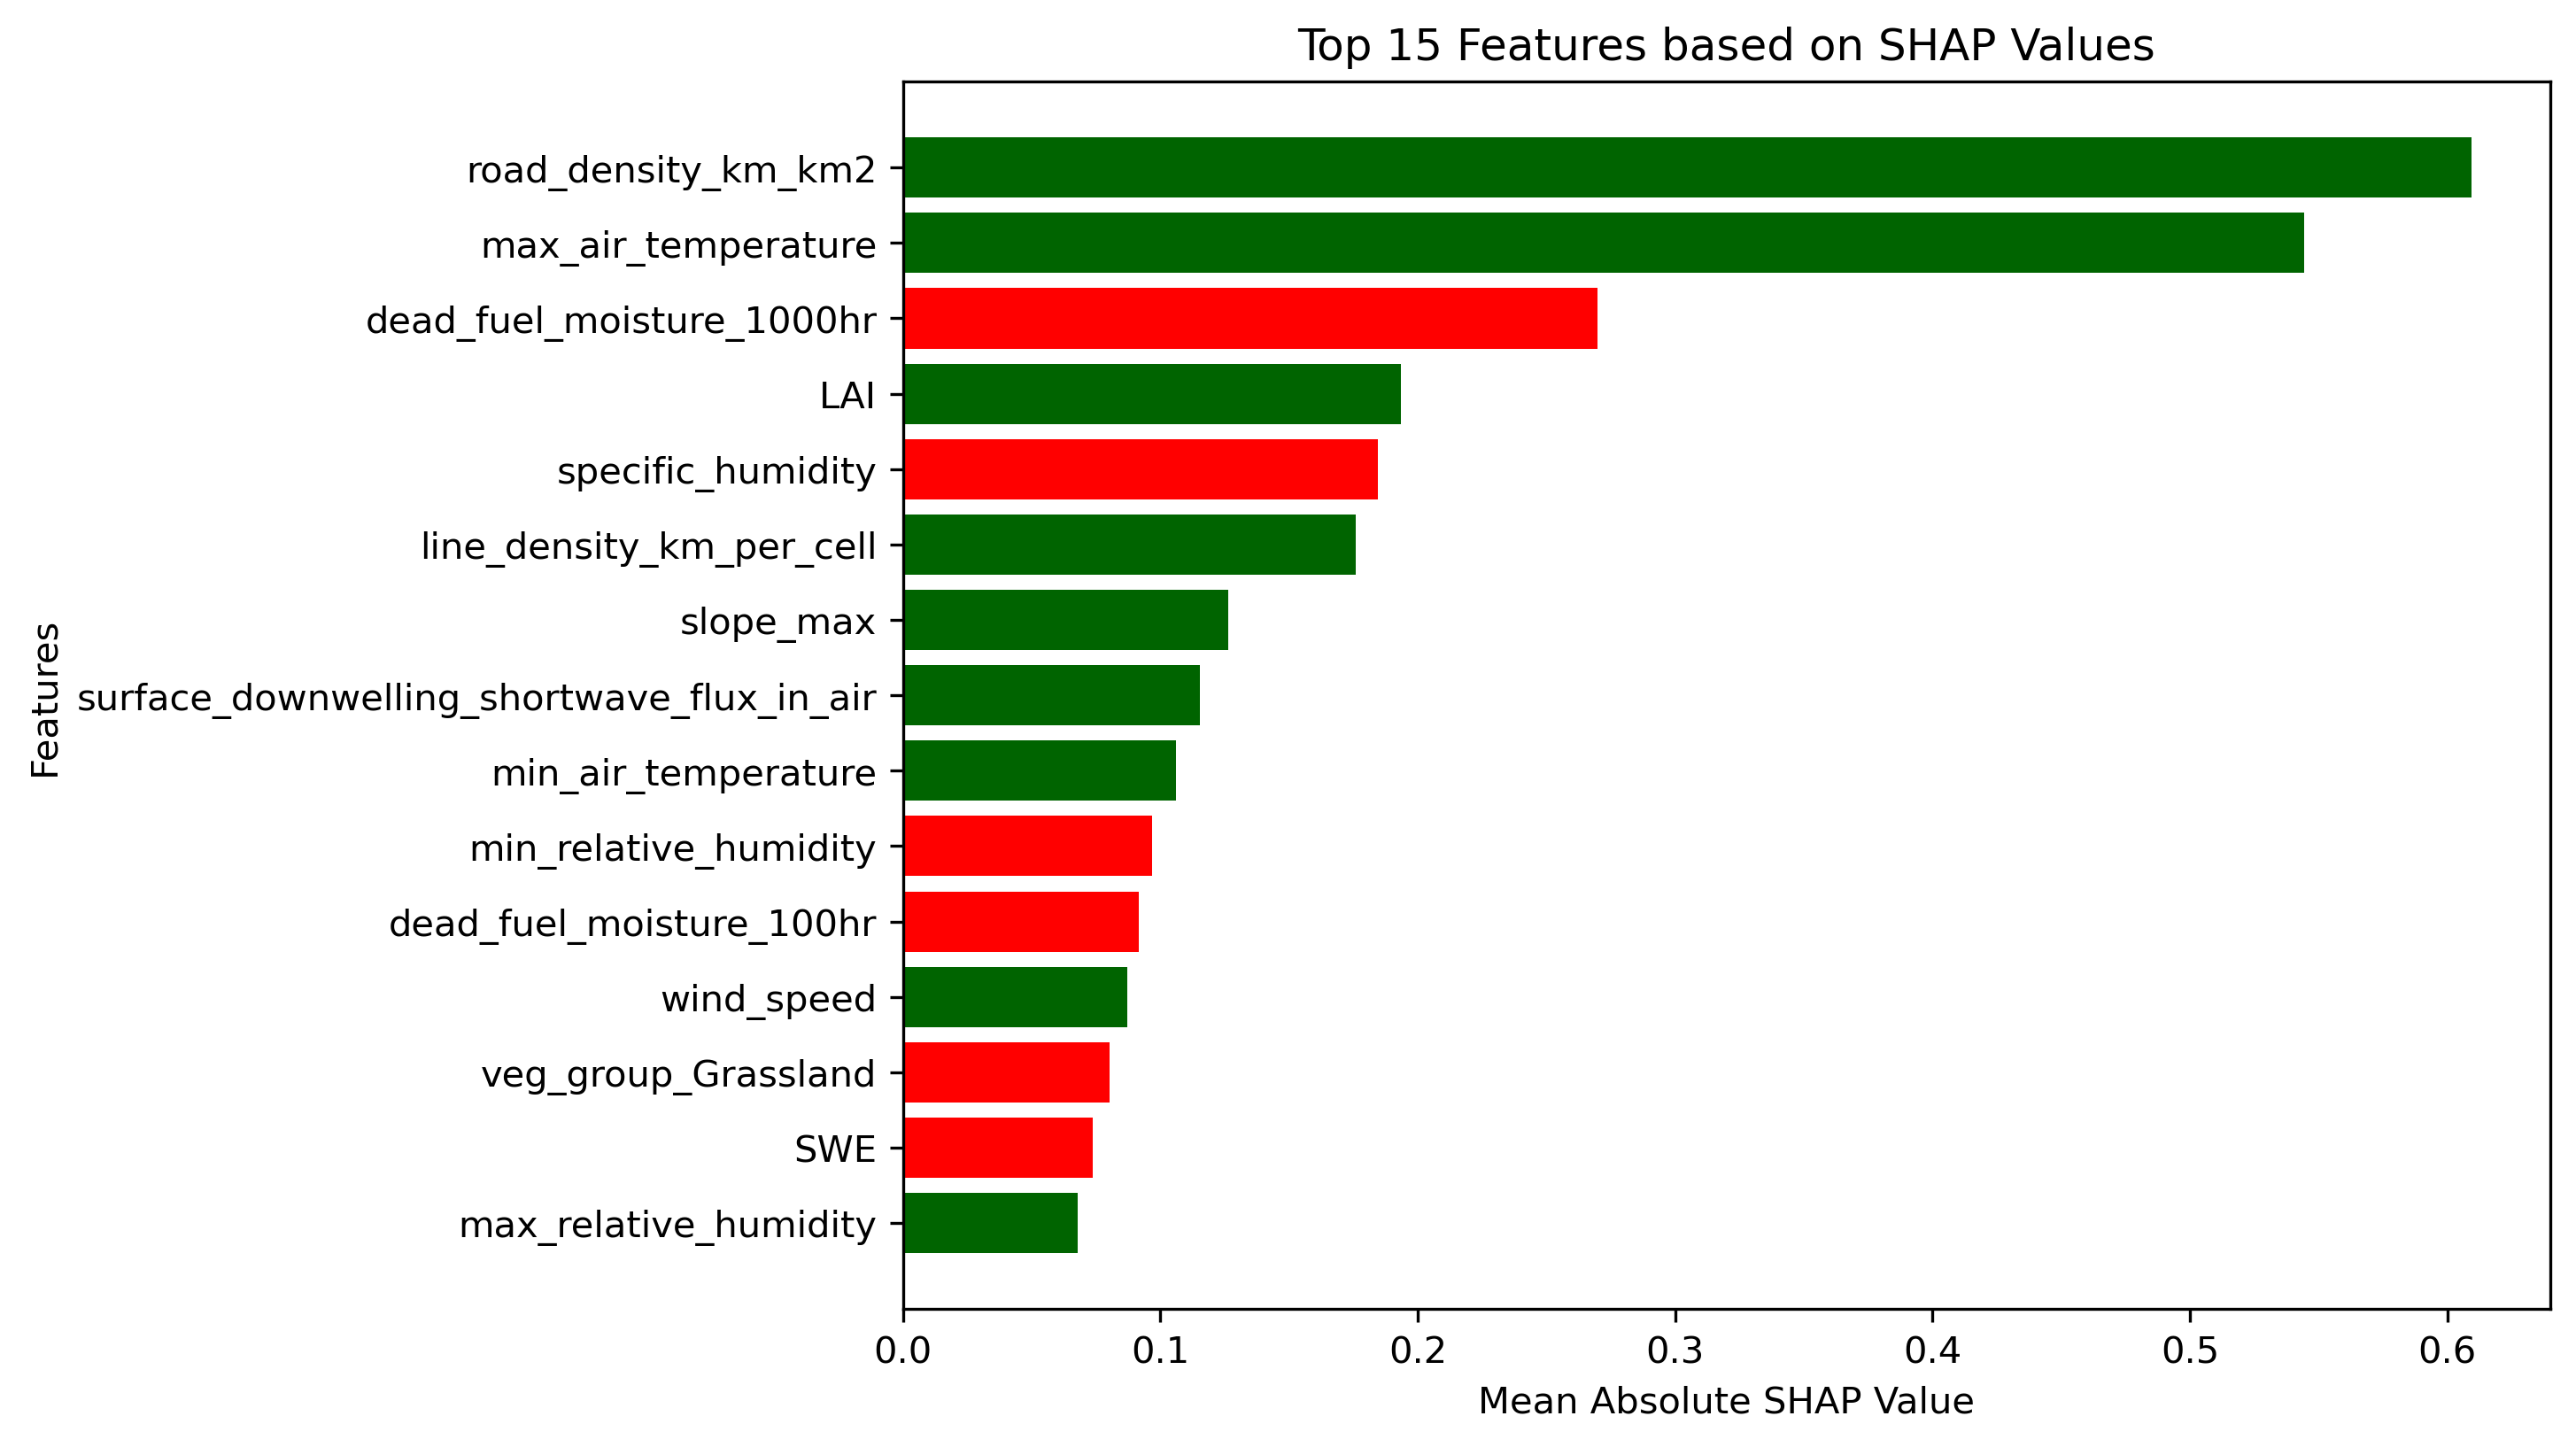 Top 15 Features based on SHAP Values
road_density_km_km2
max_air_temperature
dead_fuel_moisture_1000hr
LAI
specific_humidity
line_density_km_per_cell
slope_max
surface_downwelling_shortwave_flux_in_air
min_air_temperature
min_relative_humidity
dead_fuel_moisture_100hr
wind_speed
veg_group_Grassland
SWE
max_relative_humidity
Features
0.0 0.1 0.2 0.3 0.4 0.5 0.6
Mean Absolute SHAP Value